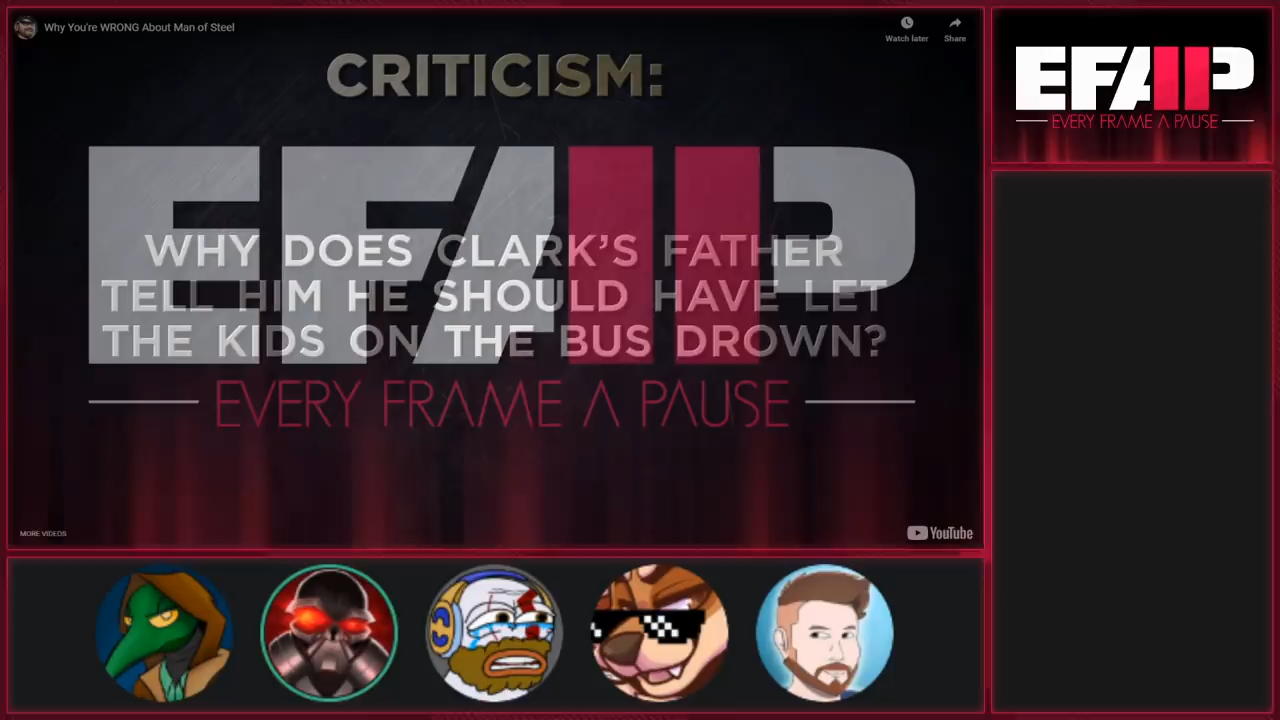 Why You're WRONG About Man of Steel
Watch later
Share
CRITICISM:
EFAP
WHY DOES CLARK'S FATHER
TELL HIM HE SHOULD HAVE LET
THE KIDS ON THE BUS DROWN?
EVERY FRAME A PAUSE
MORE VIDEOS
YouTube
EFAP
EVERY FRAME A PAUSE